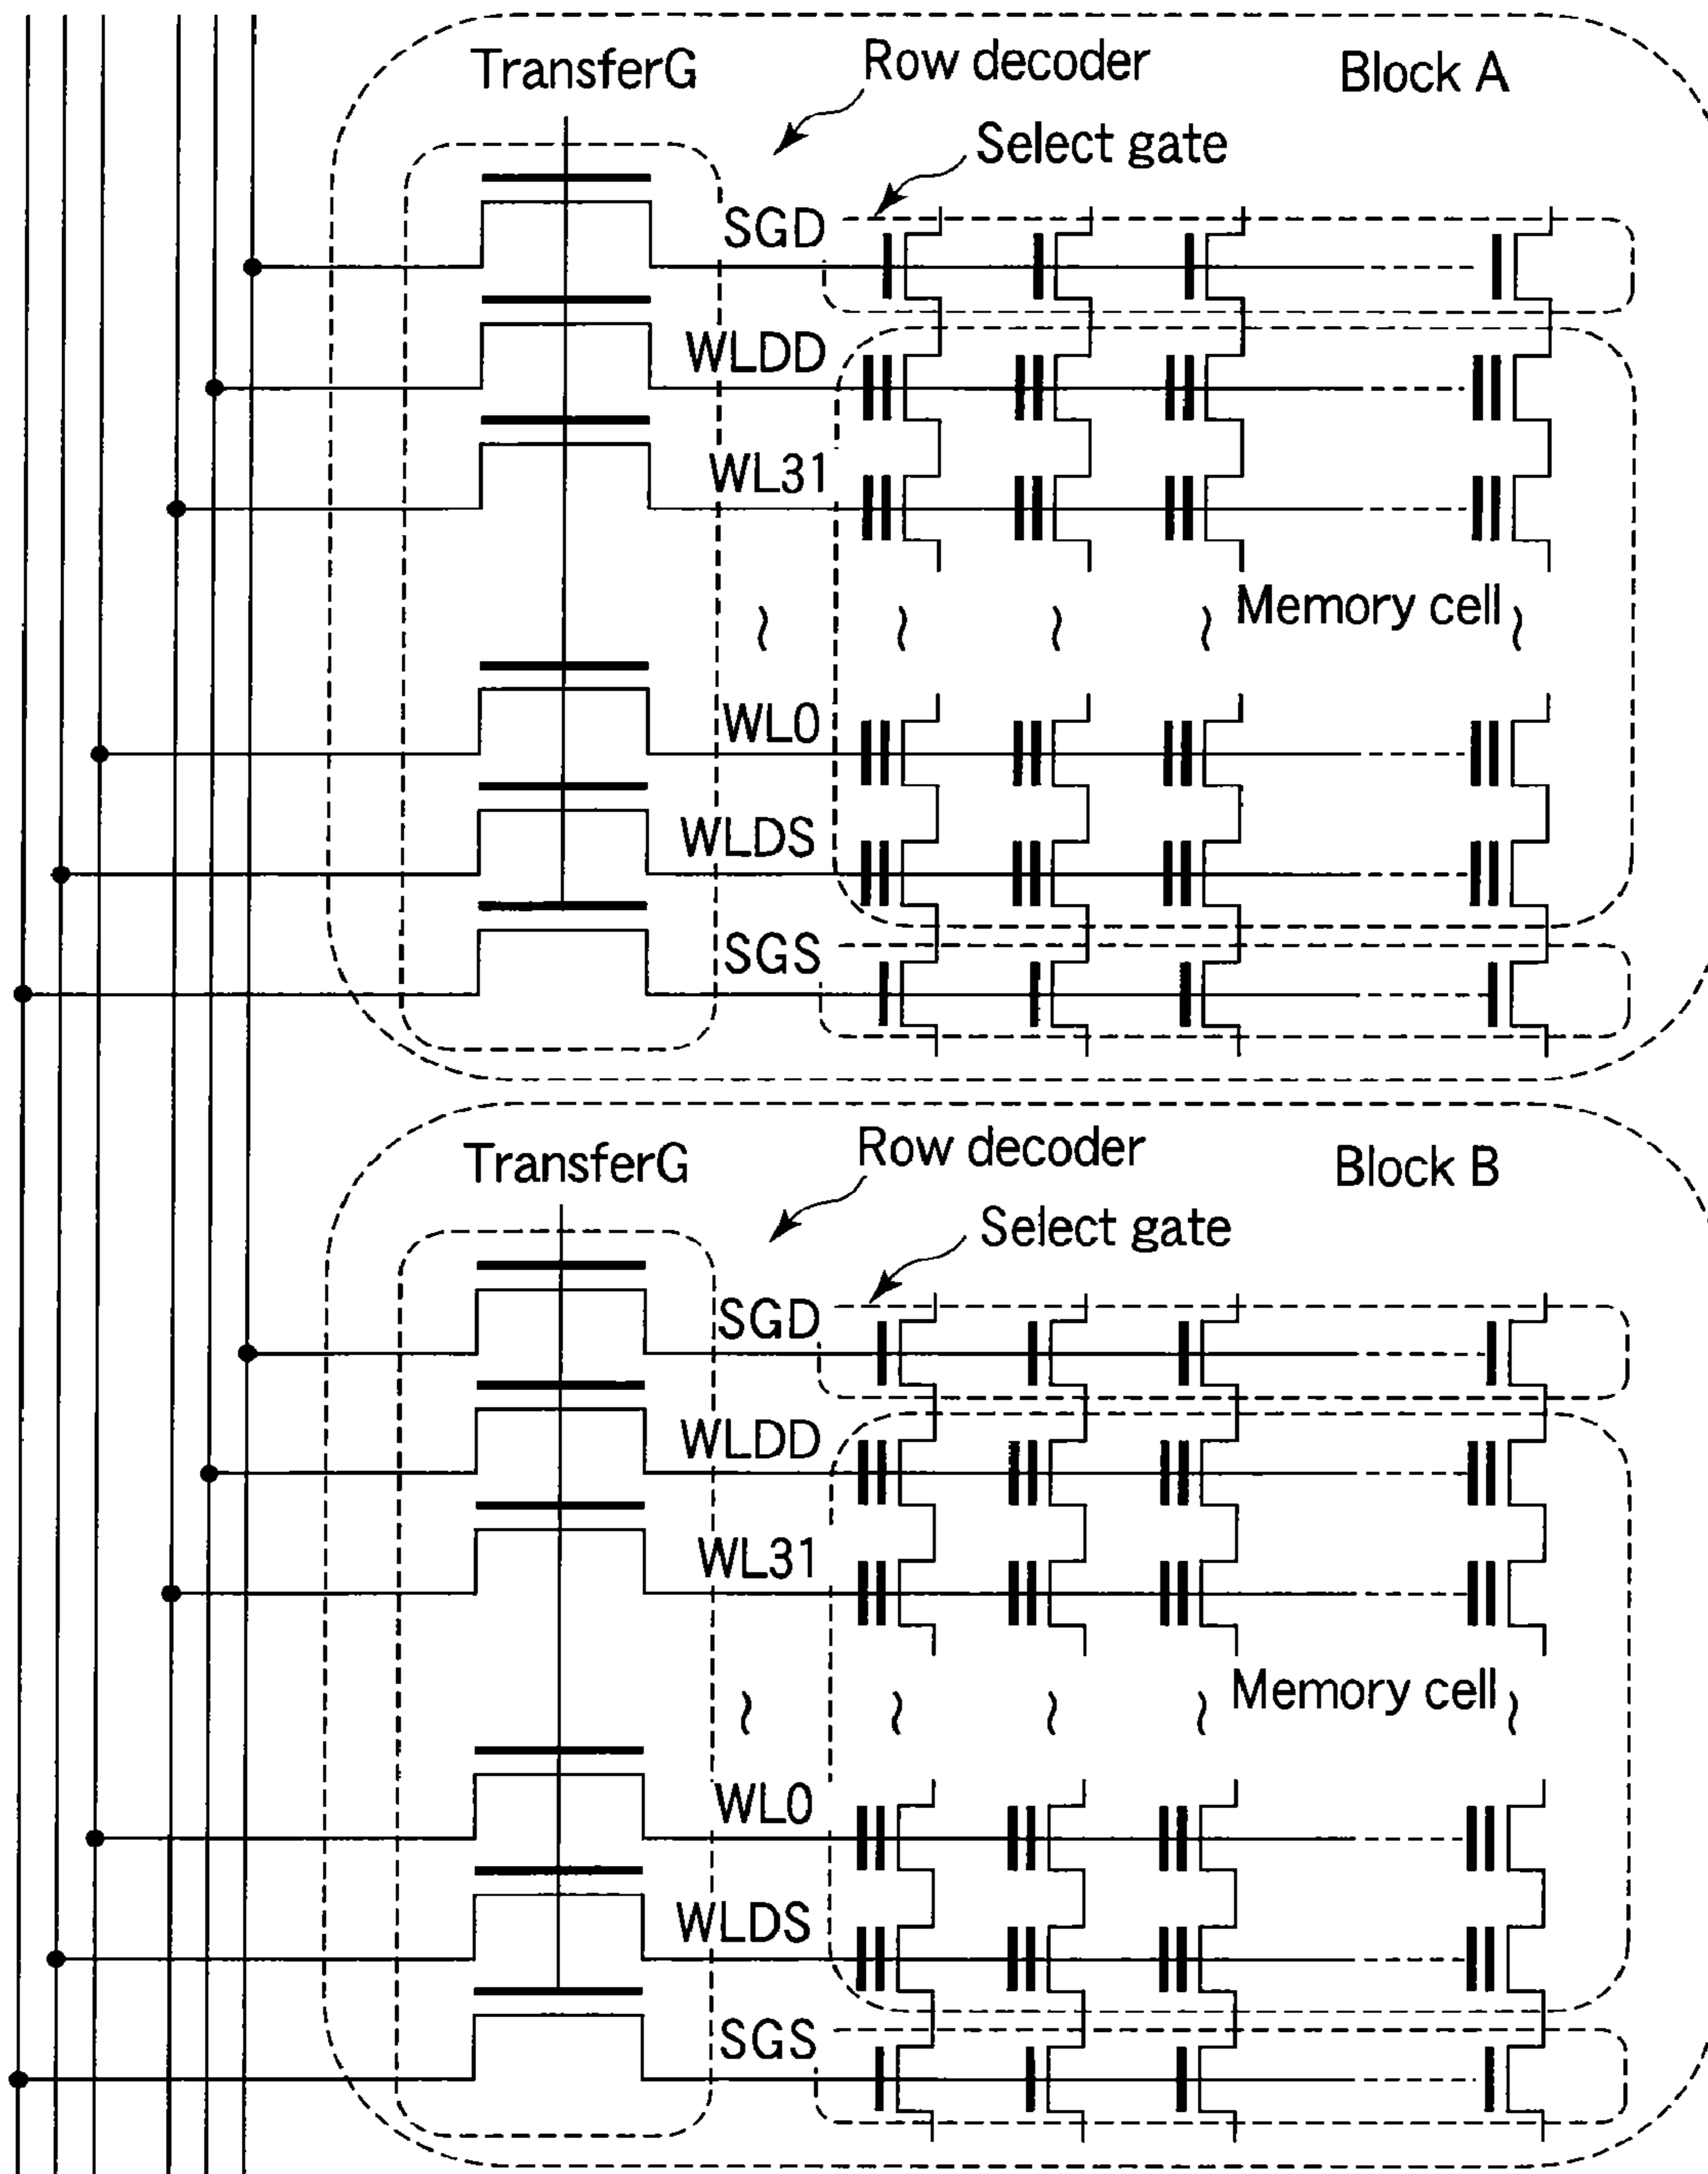 TransferG
Row decoder
Block A
Select gate
SGD
WLDD
WL31
Memory cell
WL0
WLDS
SGS
TransferG
Row decoder
Block B
Select gate
SGD
WLDD
WL31
Memory cell
WL0
WLDS
SGS